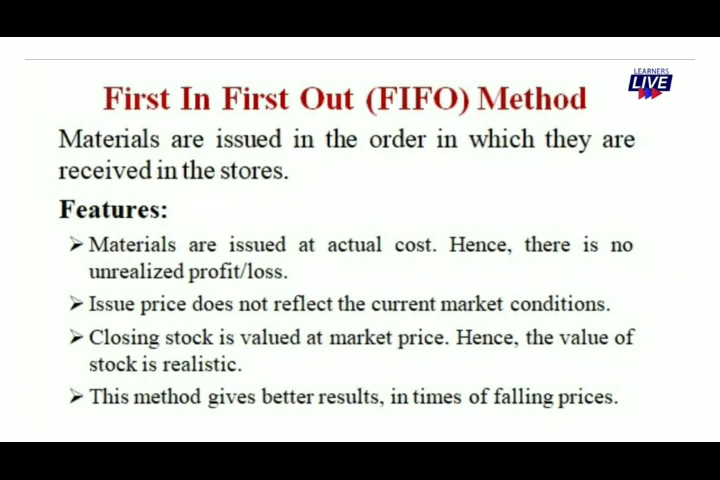 LEARNERS
LIVE
First In First Out (FIFO) Method
Materials are issued in the order in which they are
received in the stores.
Features:
➢ Materials are issued at actual cost. Hence, there is no
unrealized profit/loss.
➢ Issue price does not reflect the current market conditions.
➢ Closing stock is valued at market price. Hence, the value of
stock is realistic.
➢ This method gives better results, in times of falling prices.